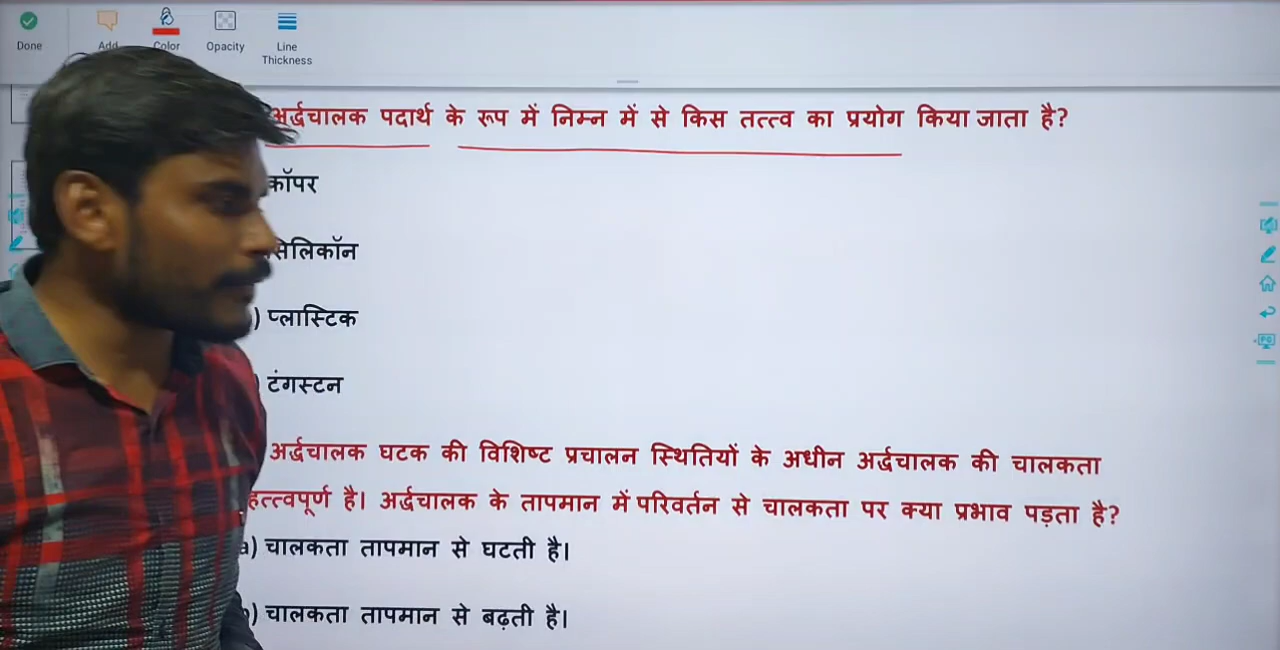 Done
Add
Color
Opacity
Line
Thickness
अर्द्धचालक पदार्थ के रूप में निम्न में से किस तत्त्व का प्रयोग किया जाता है?
कॉपर
सिलिकॉन
) प्लास्टिक
) टंगस्टन
अर्द्धचालक घटक की विशिष्ट प्रचालन स्थितियों के अधीन अर्द्धचालक की चालकता
हत्त्वपूर्ण है। अर्द्धचालक के तापमान में परिवर्तन से चालकता पर क्या प्रभाव पड़ता है?
a) चालकता तापमान से घटती है।
) चालकता तापमान से बढ़ती है।